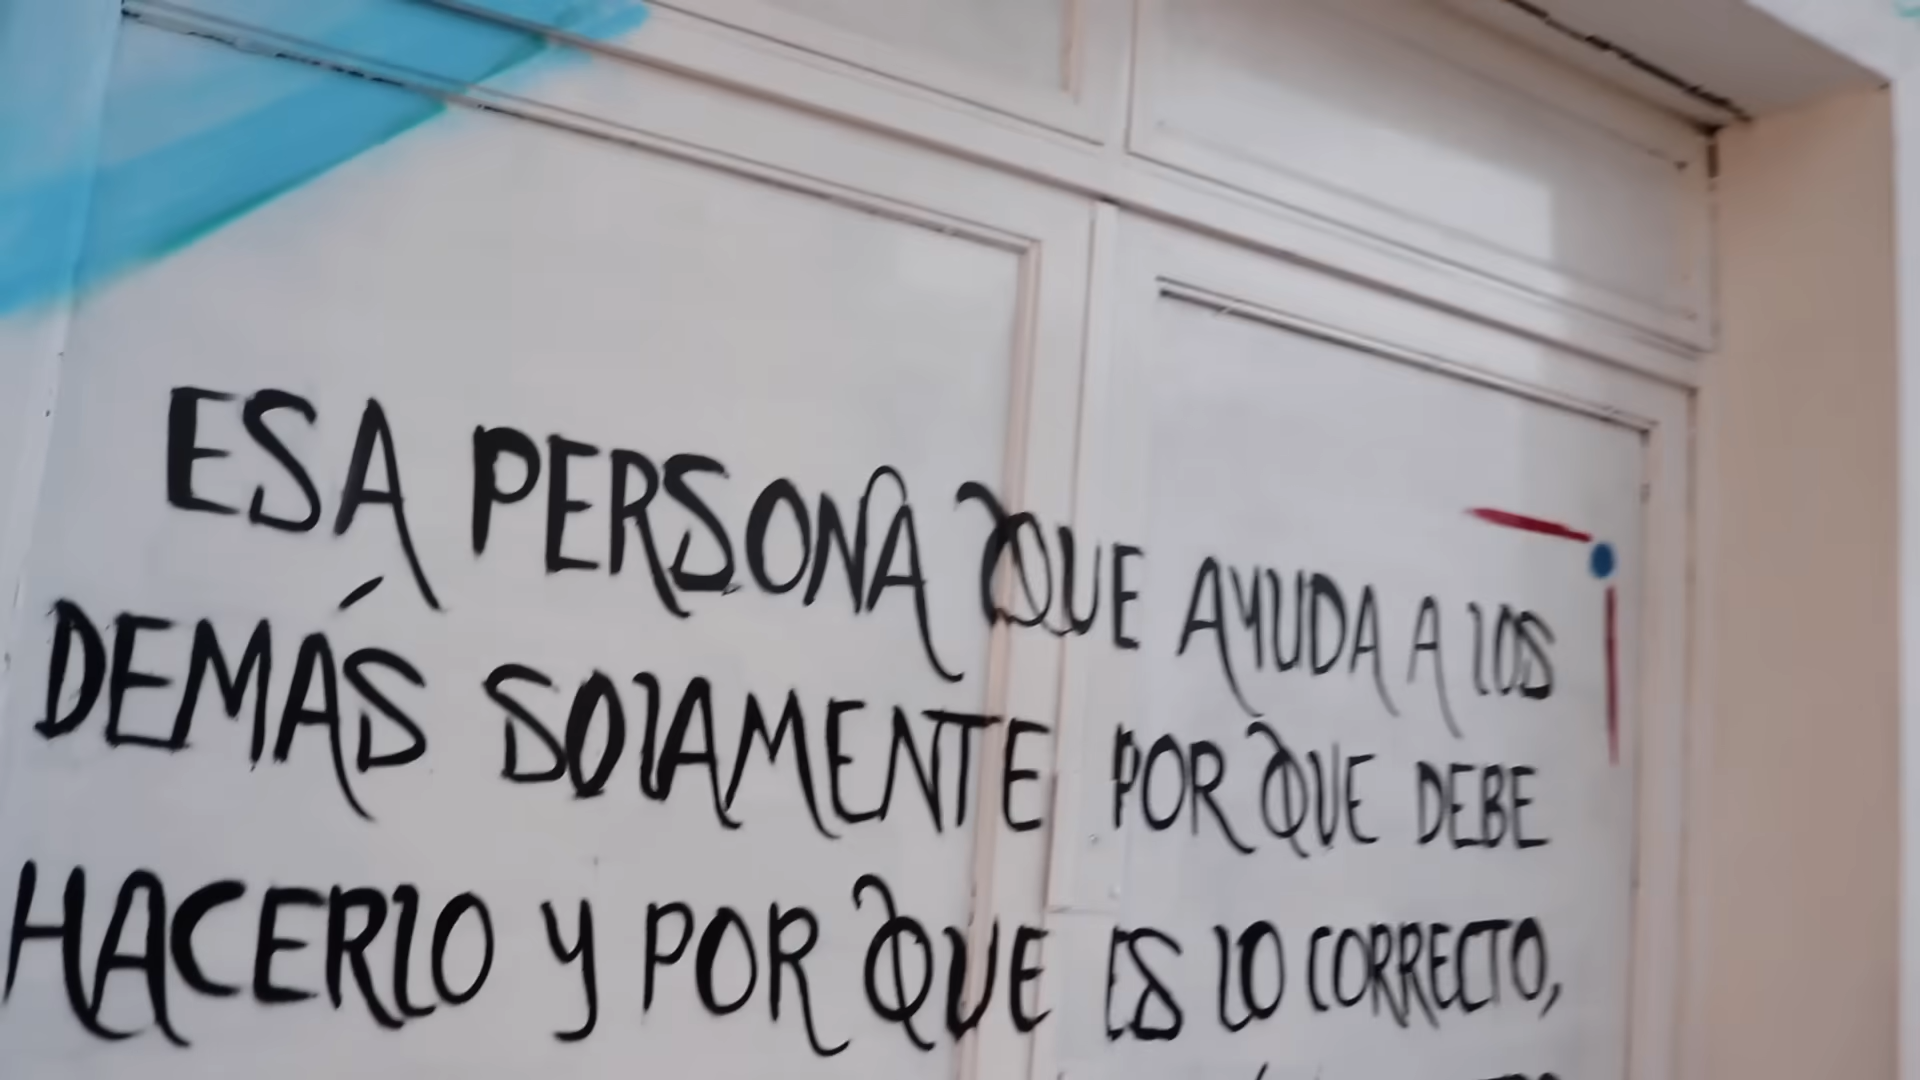 ESA PERSONA QUE AYUDA A LOS
DEMÁS SOLAMENTE POR QUE DEBE
HACERLO Y POR QUE ES LO CORRECTO,